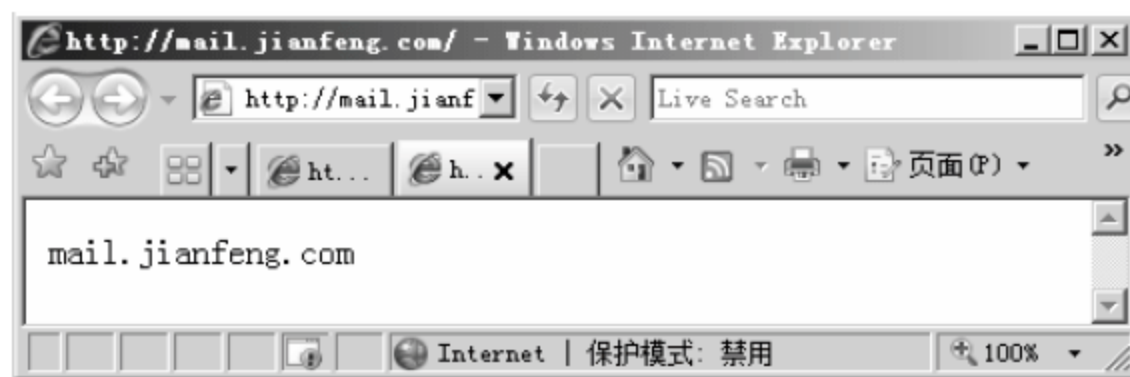 http://mail.jianfeng.com/ - Windows Internet Explorer
http://mail.jianf Live Search
ht... h.. 页面(P) »
mail.jianfeng.com
Internet | 保护模式: 禁用 100%